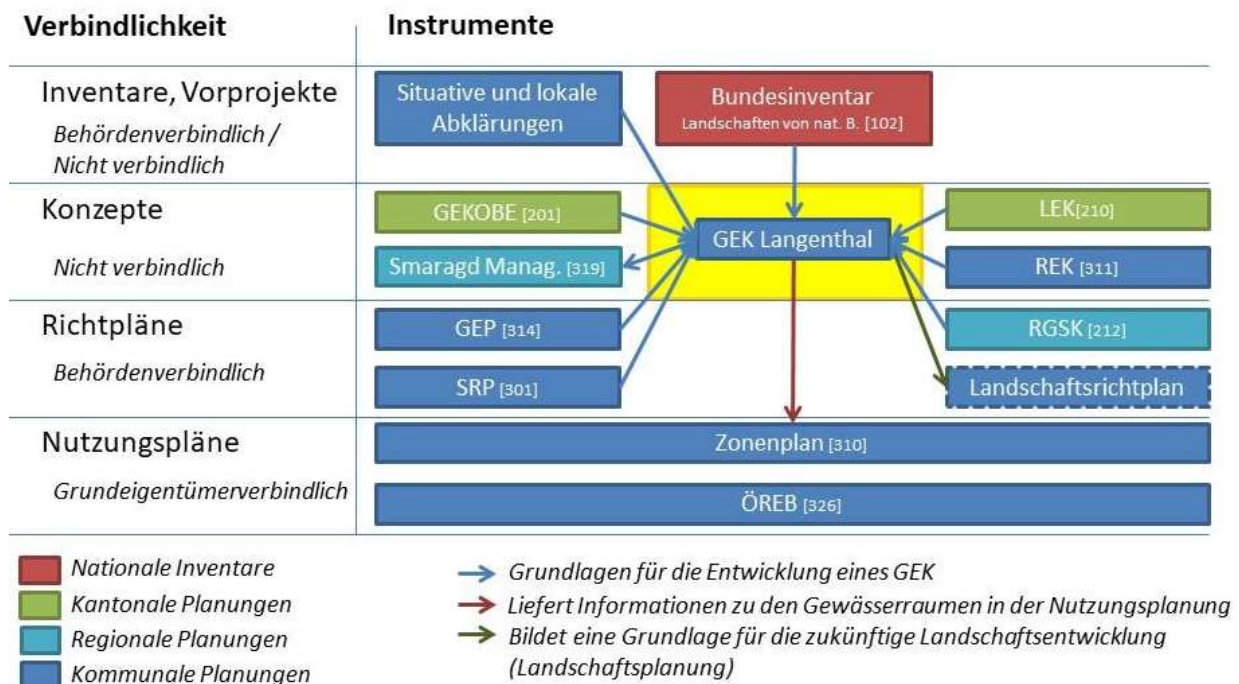 Verbindlichkeit
Instrumente
Inventare, Vorprojekte
Behördenverbindlich /
Nicht verbindlich
Situative und lokale
Abklärungen
Bundesinventar
Landschaften von nat. B. [102]
Konzepte
Nicht verbindlich
GEKOBE [201]
Smaragd Manag. [319]
GEK Langenthal
LEK[210]
REK [311]
Richtpläne
Behördenverbindlich
GEP [314]
SRP [301]
RGSK [212]
Landschaftsrichtplan
Nutzungspläne
Grundeigentümerverbindlich
Zonenplan [310]
ÖREB [326]
Nationale Inventare
Kantonale Planungen
Regionale Planungen
Kommunale Planungen
Grundlagen für die Entwicklung eines GEK
Liefert Informationen zu den Gewässerraumen in der Nutzungsplanung
Bildet eine Grundlage für die zukünftige Landschaftsentwicklung
(Landschaftsplanung)